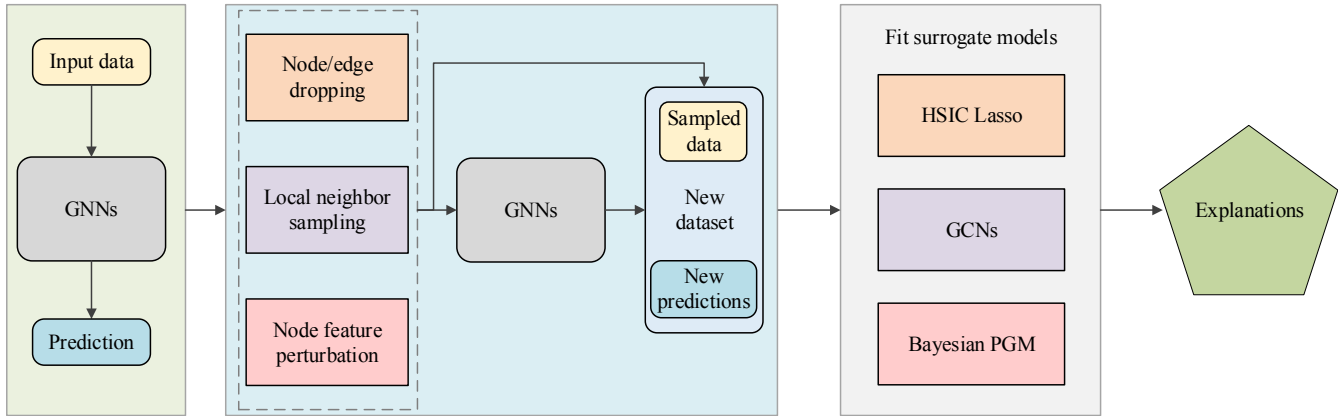 Input data
GNNs
Prediction
Node/edge
dropping
Local neighbor
sampling
Node feature
perturbation
GNNs
Sampled
data
New
dataset
New
predictions
Fit surrogate models
HSIC Lasso
GCNs
Bayesian PGM
Explanations